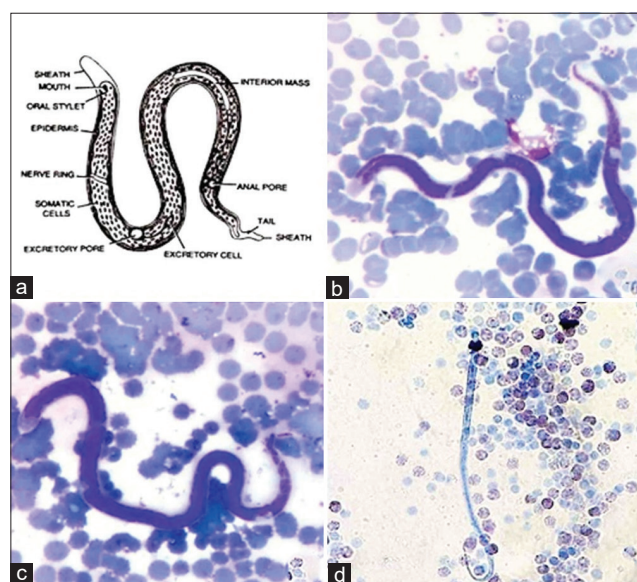 SHEATH
MOUTH
ORAL STYLET
EPIDERMIS
NERVE RING
SOMATIC
CELLS
EXCRETORY PORE
EXCRETORY CELL
INTERIOR MASS
ANAL PORE
TAIL
SHEATH
a
b
c
d